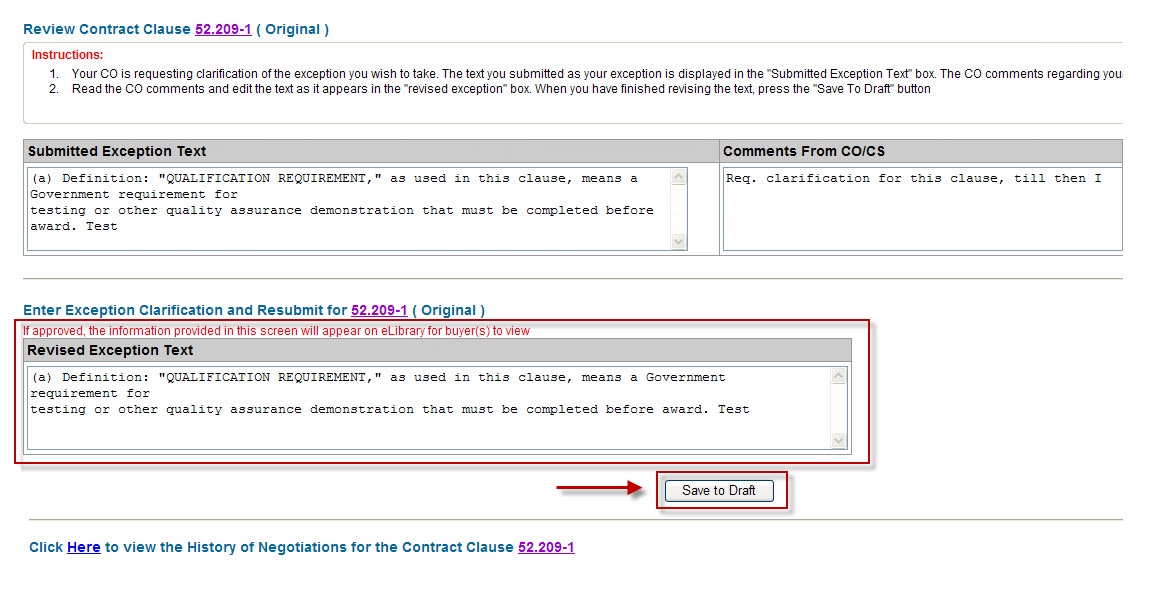 Review Contract Clause 52.209-1 ( Original )
Instructions:
1. Your CO is requesting clarification of the exception you wish to take. The text you submitted as your exception is displayed in the "Submitted Exception Text" box. The CO comments regarding you
2. Read the CO comments and edit the text as it appears in the "revised exception" box. When you have finished revising the text, press the "Save To Draft" button
Submitted Exception Text
(a) Definition: "QUALIFICATION REQUIREMENT," as used in this clause, means a
Government requirement for
testing or other quality assurance demonstration that must be completed before
award. Test
Comments From CO/CS
Req. clarification for this clause, till then I
Enter Exception Clarification and Resubmit for 52.209-1 ( Original )
If approved, the information provided in this screen will appear on eLibrary for buyer(s) to view
Revised Exception Text
(a) Definition: "QUALIFICATION REQUIREMENT," as used in this clause, means a Government
requirement for
testing or other quality assurance demonstration that must be completed before award. Test
Save to Draft
Click Here to view the History of Negotiations for the Contract Clause 52.209-1